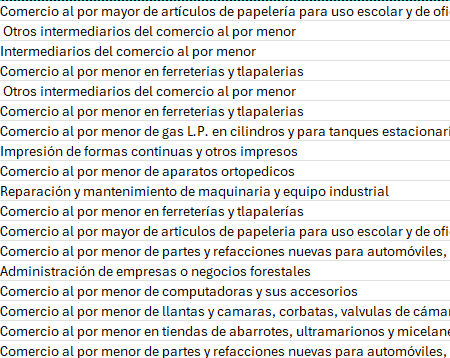 Comercio al por mayor de artículos de papelería para uso escolar y de ofi
Otros intermediarios del comercio al por menor
Intermediarios del comercio al por menor
Comercio al por menor en ferreterias y tlapalerias
Otros intermediarios del comercio al por menor
Comercio al por menor en ferreterias y tlapalerias
Comercio al por menor de gas L.P. en cilindros y para tanques estacionari
Impresión de formas continuas y otros impresos
Comercio al por menor de aparatos ortopedicos
Reparación y mantenimiento de maquinaria y equipo industrial
Comercio al por menor en ferreterías y tlapalerías
Comercio al por mayor de articulos de papeleria para uso escolar y de ofi
Comercio al por menor de partes y refacciones nuevas para automóviles,
Administración de empresas o negocios forestales
Comercio al por menor de computadoras y sus accesorios
Comercio al por menor de llantas y camaras, corbatas, valvulas de cámar
Comercio al por menor en tiendas de abarrotes, ultramarionos y micelane
Comercio al por menor de partes y refacciones nuevas para automóviles,